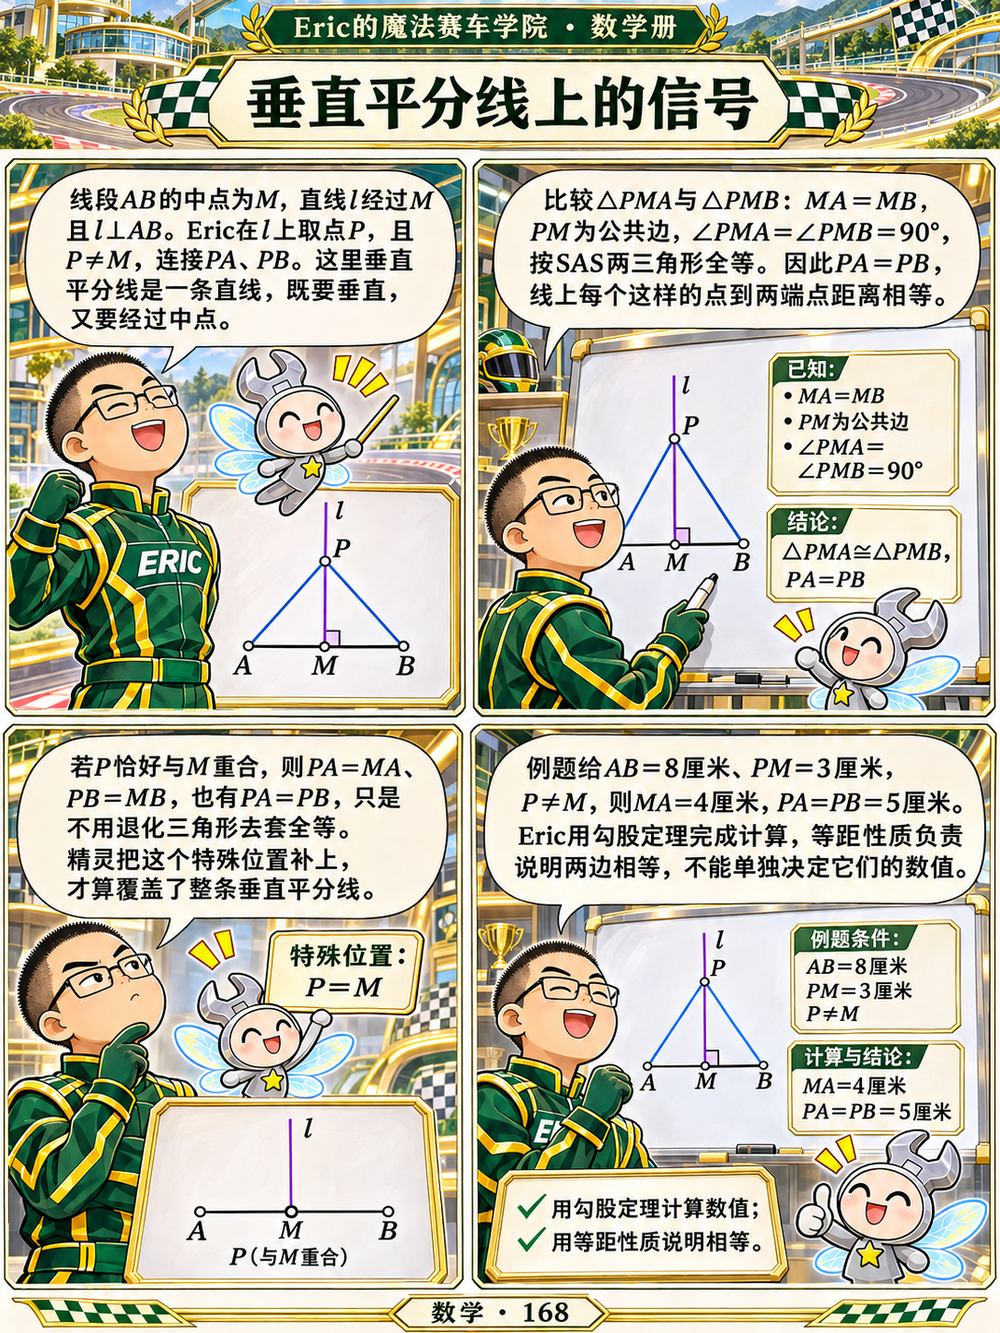 Eric的魔法赛车学院 · 数学册
垂直平分线上的信号
线段AB的中点为M，直线l经过M
且l⊥AB。Eric在l上取点P，且
P≠M，连接PA、PB。这里垂直
平分线是一条直线，既要垂直，
又要经过中点。
ERIC
l
P
A
M
B
比较△PMA与△PMB：MA＝MB，
PM为公共边，∠PMA＝∠PMB＝90°，
按SAS两三角形全等。因此PA＝PB，
线上每个这样的点到两端点距离相等。
l
P
A
M
B
已知：
• MA＝MB
• PM为公共边
• ∠PMA＝
∠PMB＝90°
结论：
△PMA≅△PMB，
PA＝PB
若P恰好与M重合，则PA＝MA、
PB＝MB，也有PA＝PB，只是
不用退化三角形去套全等。
精灵把这个特殊位置补上，
才算覆盖了整条垂直平分线。
特殊位置：
P＝M
l
A
M
B
P（与M重合）
例题给AB＝8厘米、PM＝3厘米，
P≠M，则MA＝4厘米，PA＝PB＝5厘米。
Eric用勾股定理完成计算，等距性质负责
说明两边相等，不能单独决定它们的数值。
E
l
P
A
M
B
例题条件：
AB＝8厘米
PM＝3厘米
P≠M
计算与结论：
MA＝4厘米
PA＝PB＝5厘米
✓ 用勾股定理计算数值；
✓ 用等距性质说明相等。
数学 · 168